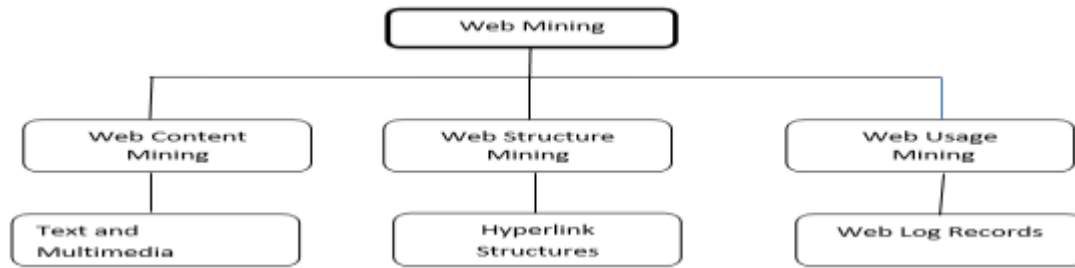 Web Mining
Web Content
Mining
Web Structure
Mining
Web Usage
Mining
Text and
Multimedia
Hyperlink
Structures
Web Log Records